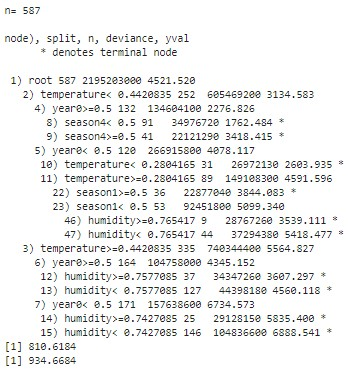 n= 587
node), split, n, deviance, yval
* denotes terminal node
1) root 587 2195203000 4521.520
2) temperature< 0.4420835 252 605469200 3134.583
4) year0>=0.5 132 134604100 2276.826
8) season4< 0.5 91 34976720 1762.484 *
9) season4>=0.5 41 22121290 3418.415 *
5) year0< 0.5 120 266915800 4078.117
10) temperature< 0.2804165 31 26972130 2603.935 *
11) temperature>=0.2804165 89 149108300 4591.596
22) season1>=0.5 36 22877040 3844.083 *
23) season1< 0.5 53 92451800 5099.340
46) humidity>=0.765417 9 28767260 3539.111 *
47) humidity< 0.765417 44 37294380 5418.477 *
3) temperature>=0.4420835 335 740344400 5564.827
6) year0>=0.5 164 104758000 4345.152
12) humidity>=0.7577085 37 34347260 3607.297 *
13) humidity< 0.7577085 127 44398180 4560.118 *
7) year0< 0.5 171 157638600 6734.573
14) humidity>=0.7427085 25 29128150 5835.400 *
15) humidity< 0.7427085 146 104836600 6888.541 *
[1] 810.6184
[1] 934.6684